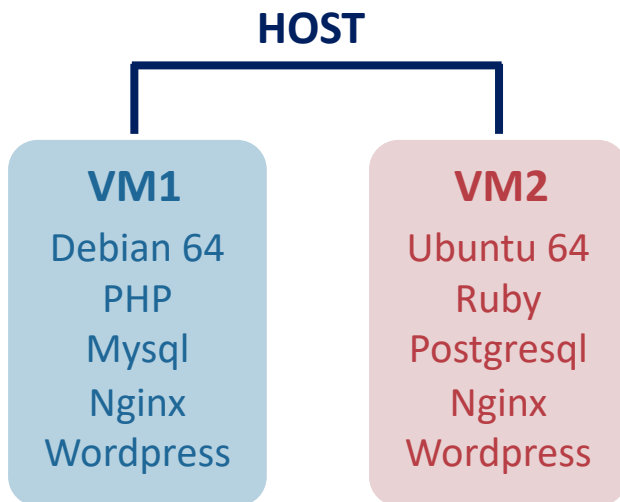 HOST
VM1
Debian 64
PHP
Mysql
Nginx
Wordpress
VM2
Ubuntu 64
Ruby
Postgresql
Nginx
Wordpress